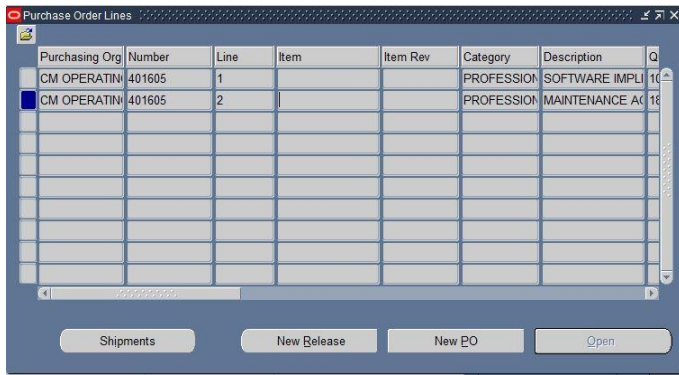 Purchase Order Lines
Purchasing Org Number Line Item Item Rev Category Description Q
CM OPERATIN 401605 1 PROFESSION SOFTWARE IMPLI 10
CM OPERATIN 401605 2 PROFESSION MAINTENANCE A 18
Shipments New Release New PO Open